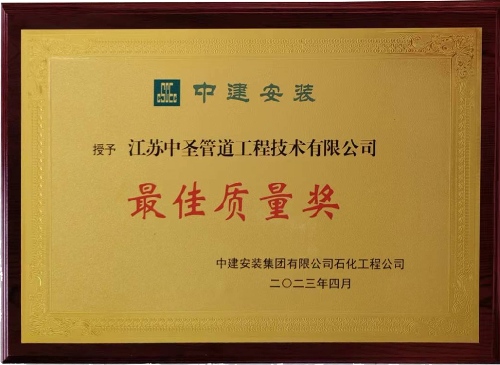 中建安装
授予 江苏中圣管道工程技术有限公司
最佳质量奖
中建安装集团有限公司石化工程公司
二〇二三年四月